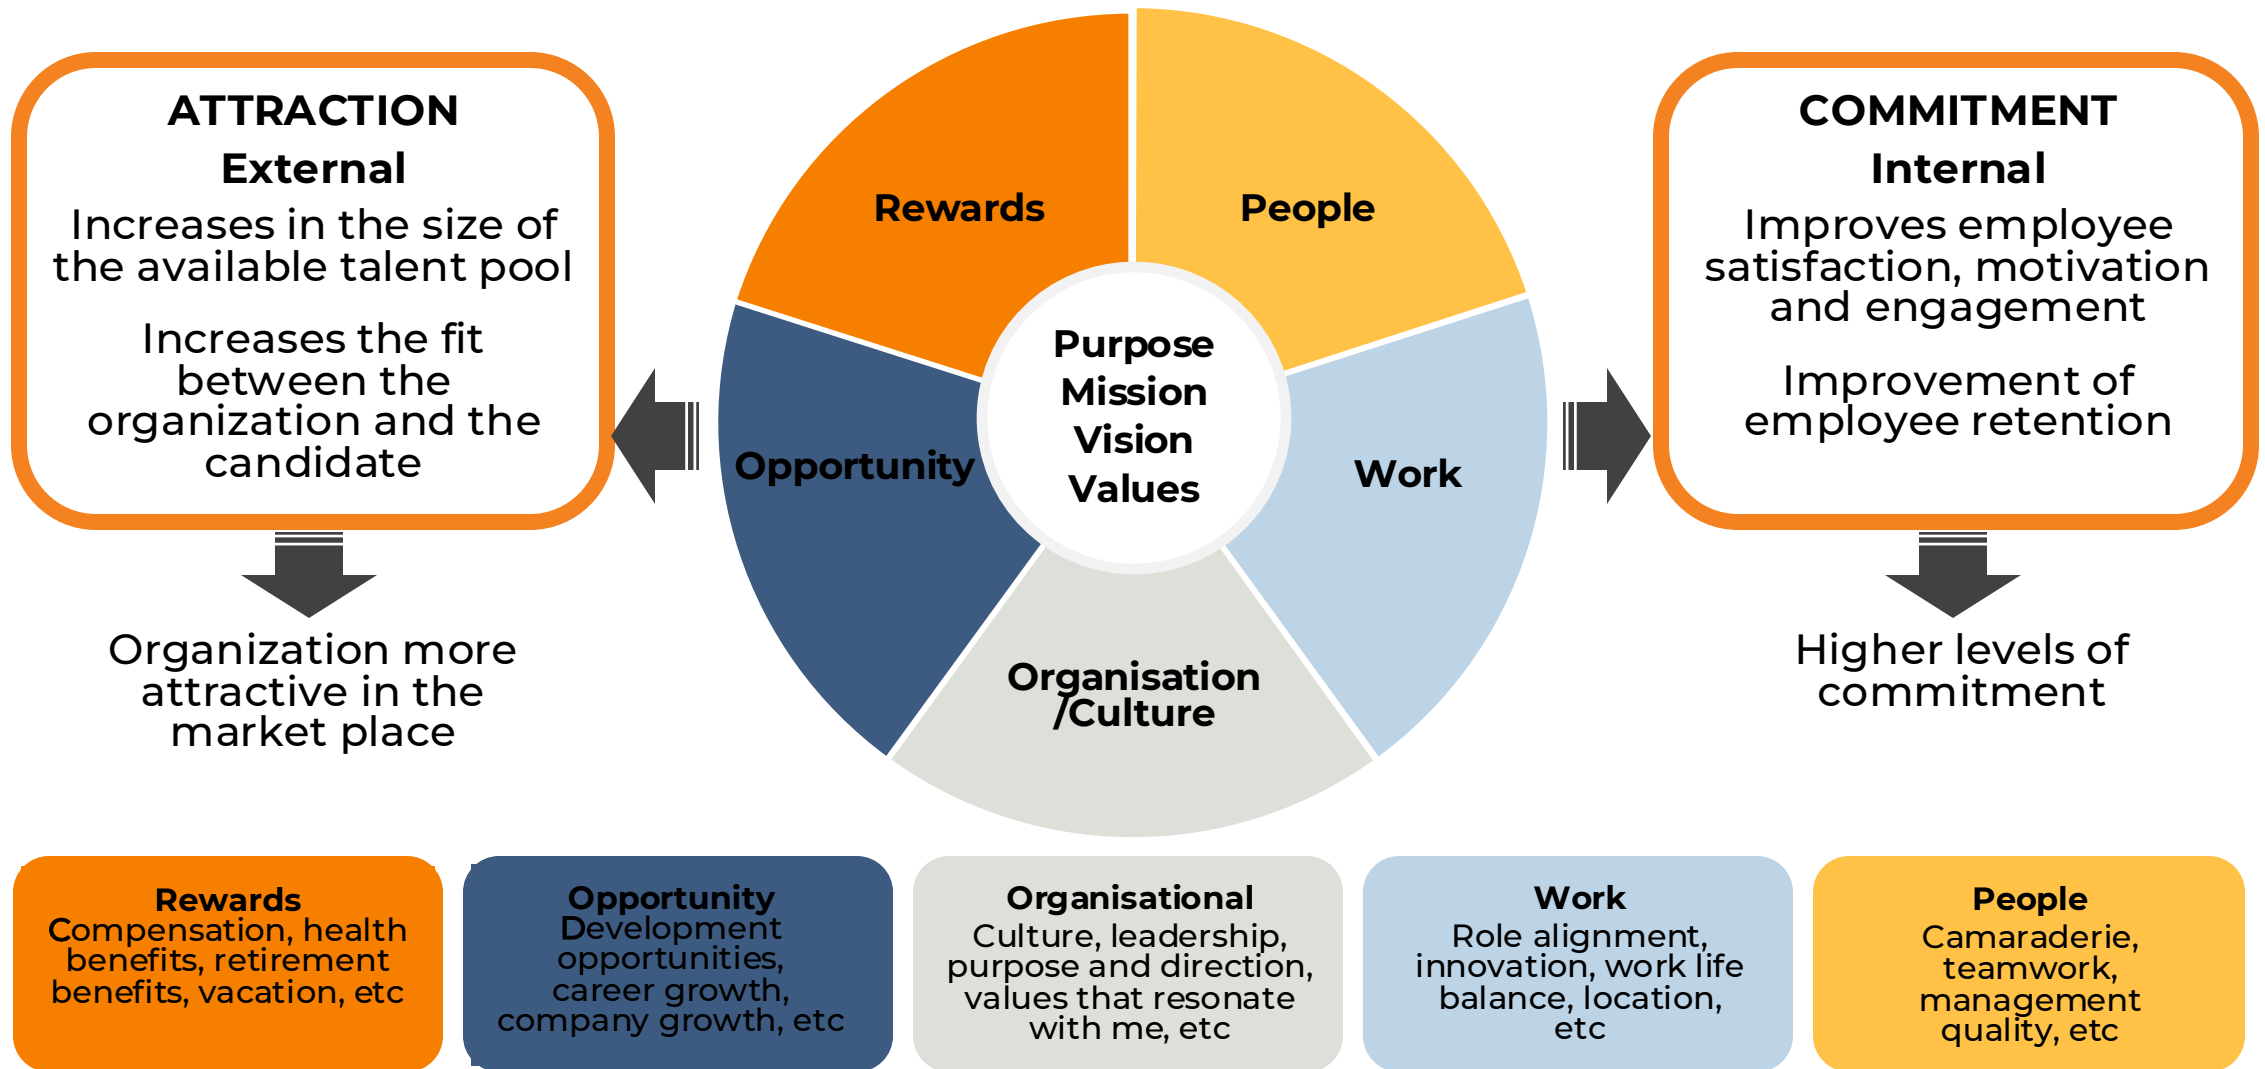 ATTRACTION
External
Increases in the size of
the available talent pool
Increases the fit
between the
organization and the
candidate
Organization more
attractive in the
market place
Rewards
People
Opportunity
Work
Organisation
/Culture
Purpose
Mission
Vision
Values
COMMITMENT
Internal
Improves employee
satisfaction, motivation
and engagement
Improvement of
employee retention
Higher levels of
commitment
Rewards
Compensation, health
benefits, retirement
benefits, vacation, etc
Opportunity
Development
opportunities,
career growth,
company growth, etc
Organisational
Culture, leadership,
purpose and direction,
values that resonate
with me, etc
Work
Role alignment,
innovation, work life
balance, location,
etc
People
Camaraderie,
teamwork,
management
quality, etc